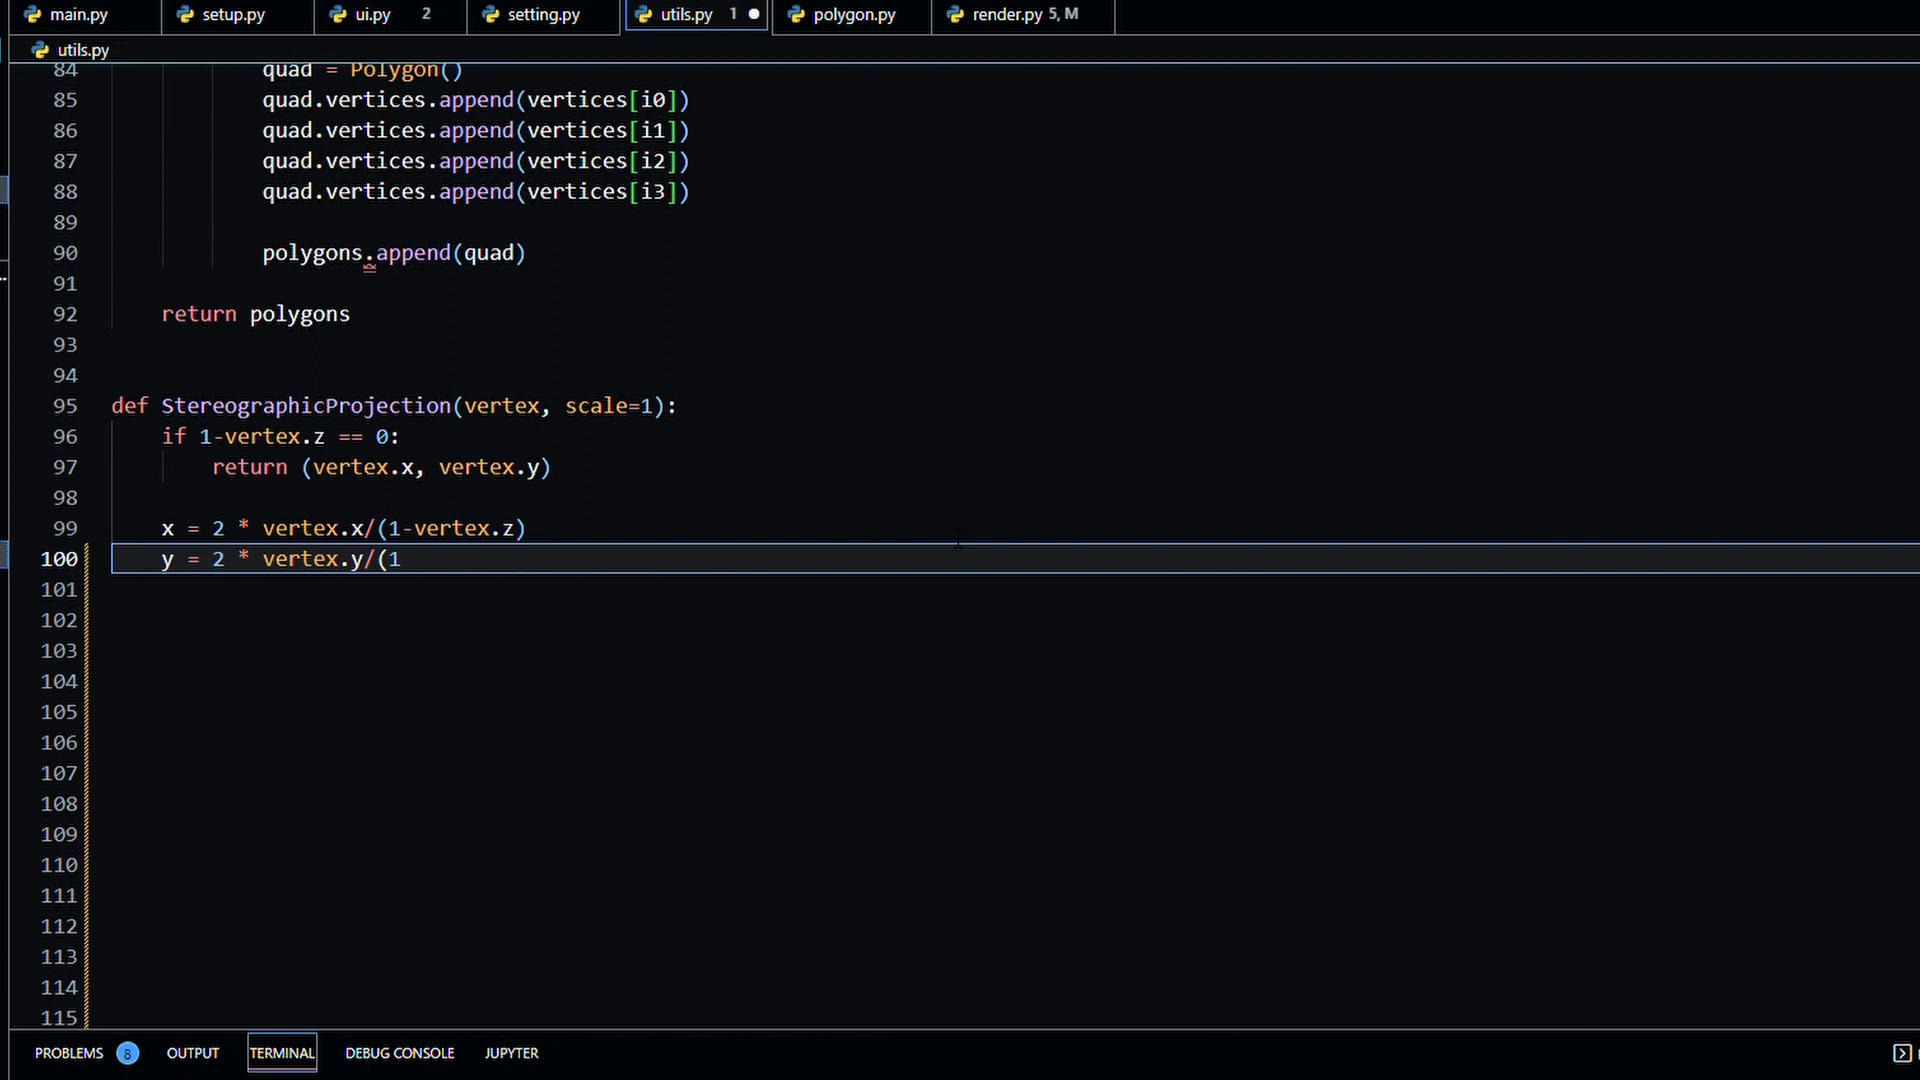 main.py setup.py ui.py 2 setting.py utils.py 1 polygon.py render.py 5, M
utils.py
84 quad = Polygon()
85 quad.vertices.append(vertices[i0])
86 quad.vertices.append(vertices[i1])
87 quad.vertices.append(vertices[i2])
88 quad.vertices.append(vertices[i3])
89
90 polygons.append(quad)
91
92 return polygons
93
94
95 def StereographicProjection(vertex, scale=1):
96 if 1-vertex.z == 0:
97 return (vertex.x, vertex.y)
98
99 x = 2 * vertex.x/(1-vertex.z)
100 y = 2 * vertex.y/(1
101
102
103
104
105
106
107
108
109
110
111
112
113
114
115
PROBLEMS 8 OUTPUT TERMINAL DEBUG CONSOLE JUPYTER